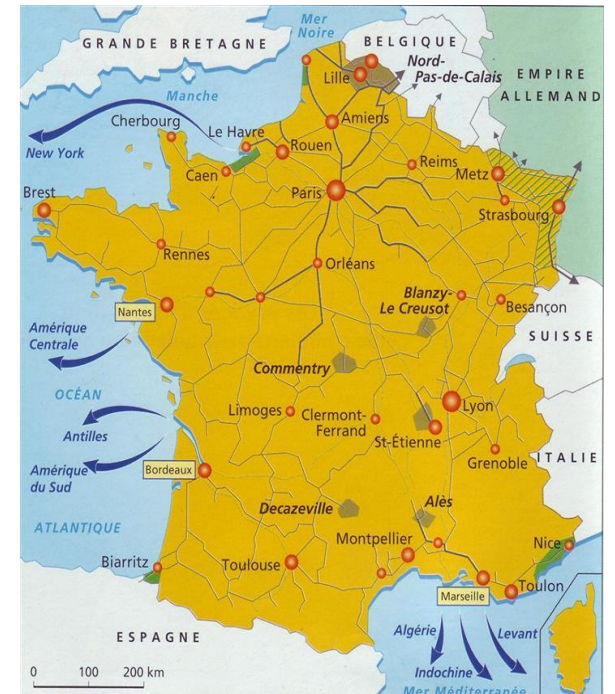 Mer
Noire
GRANDE BRETAGNE
BELGIQUE
Nord-
Pas-de-Calais
Lille
EMPIRE
ALLEMAND
Manche
Cherbourg
Le Havre
Amiens
New York
Rouen
Reims
Caen
Metz
Brest
Paris
Strasbourg
Rennes
Orléans
Nantes
Blanzy-
Le Creusot
Besançon
Amérique
Centrale
SUISSE
Commentry
OCÉAN
Limoges
Clermont-
Ferrand
Lyon
Antilles
St-Étienne
ITALIE
Amérique
du Sud
Bordeaux
Grenoble
Decazeville
Alès
ATLANTIQUE
Montpellier
Nice
Biarritz
Toulouse
Toulon
Marseille
ESPAGNE
Algérie
Levant
Indochine
0 100 200 km
Mer Méditerranée